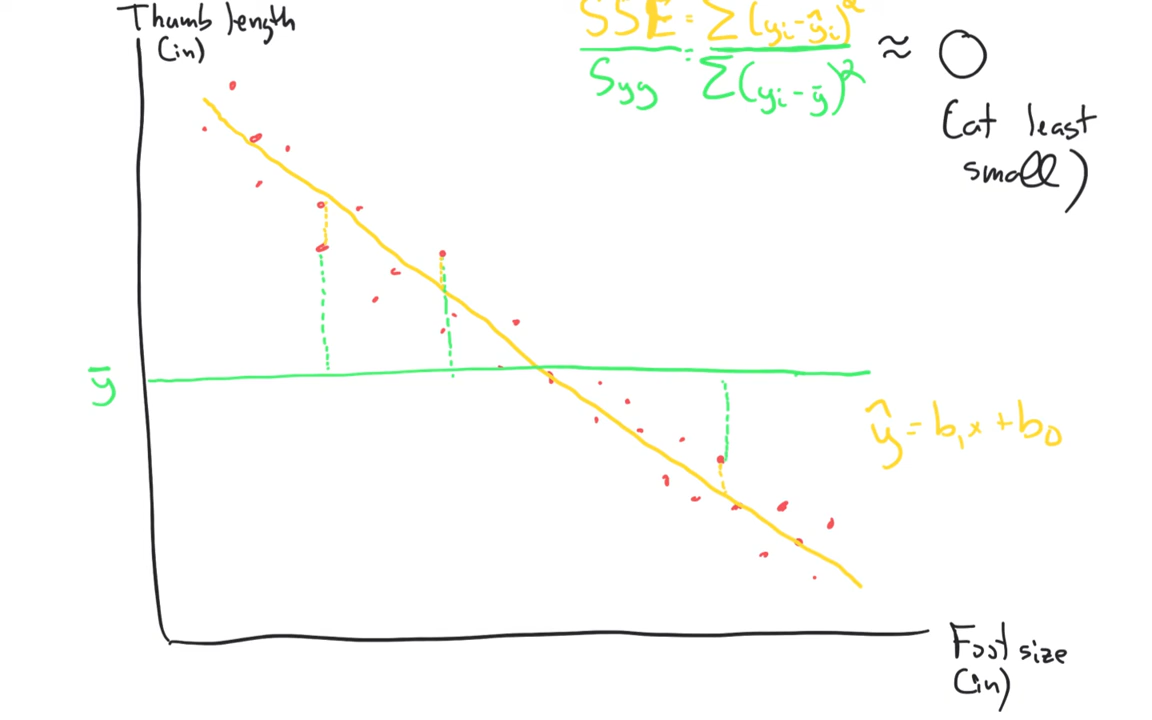 Thumb length
(in)
SSE = Σ(yi-ŷi)²
Syy = Σ(yi-ȳ)² ≈ 0
(at least
small)
ȳ
ŷ = b₁x + b₀
Foot size
(in)